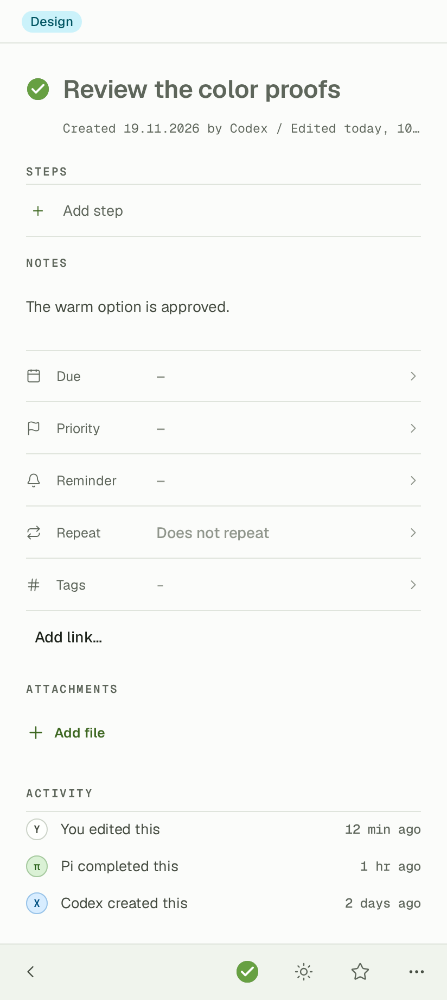 Design
Review the color proofs
Created 19.11.2026 by Codex / Edited today, 10…
STEPS
+ Add step
NOTES
The warm option is approved.
Due –
Priority –
Reminder –
Repeat Does not repeat
# Tags –
Add link…
ATTACHMENTS
+ Add file
ACTIVITY
Y You edited this 12 min ago
π Pi completed this 1 hr ago
X Codex created this 2 days ago